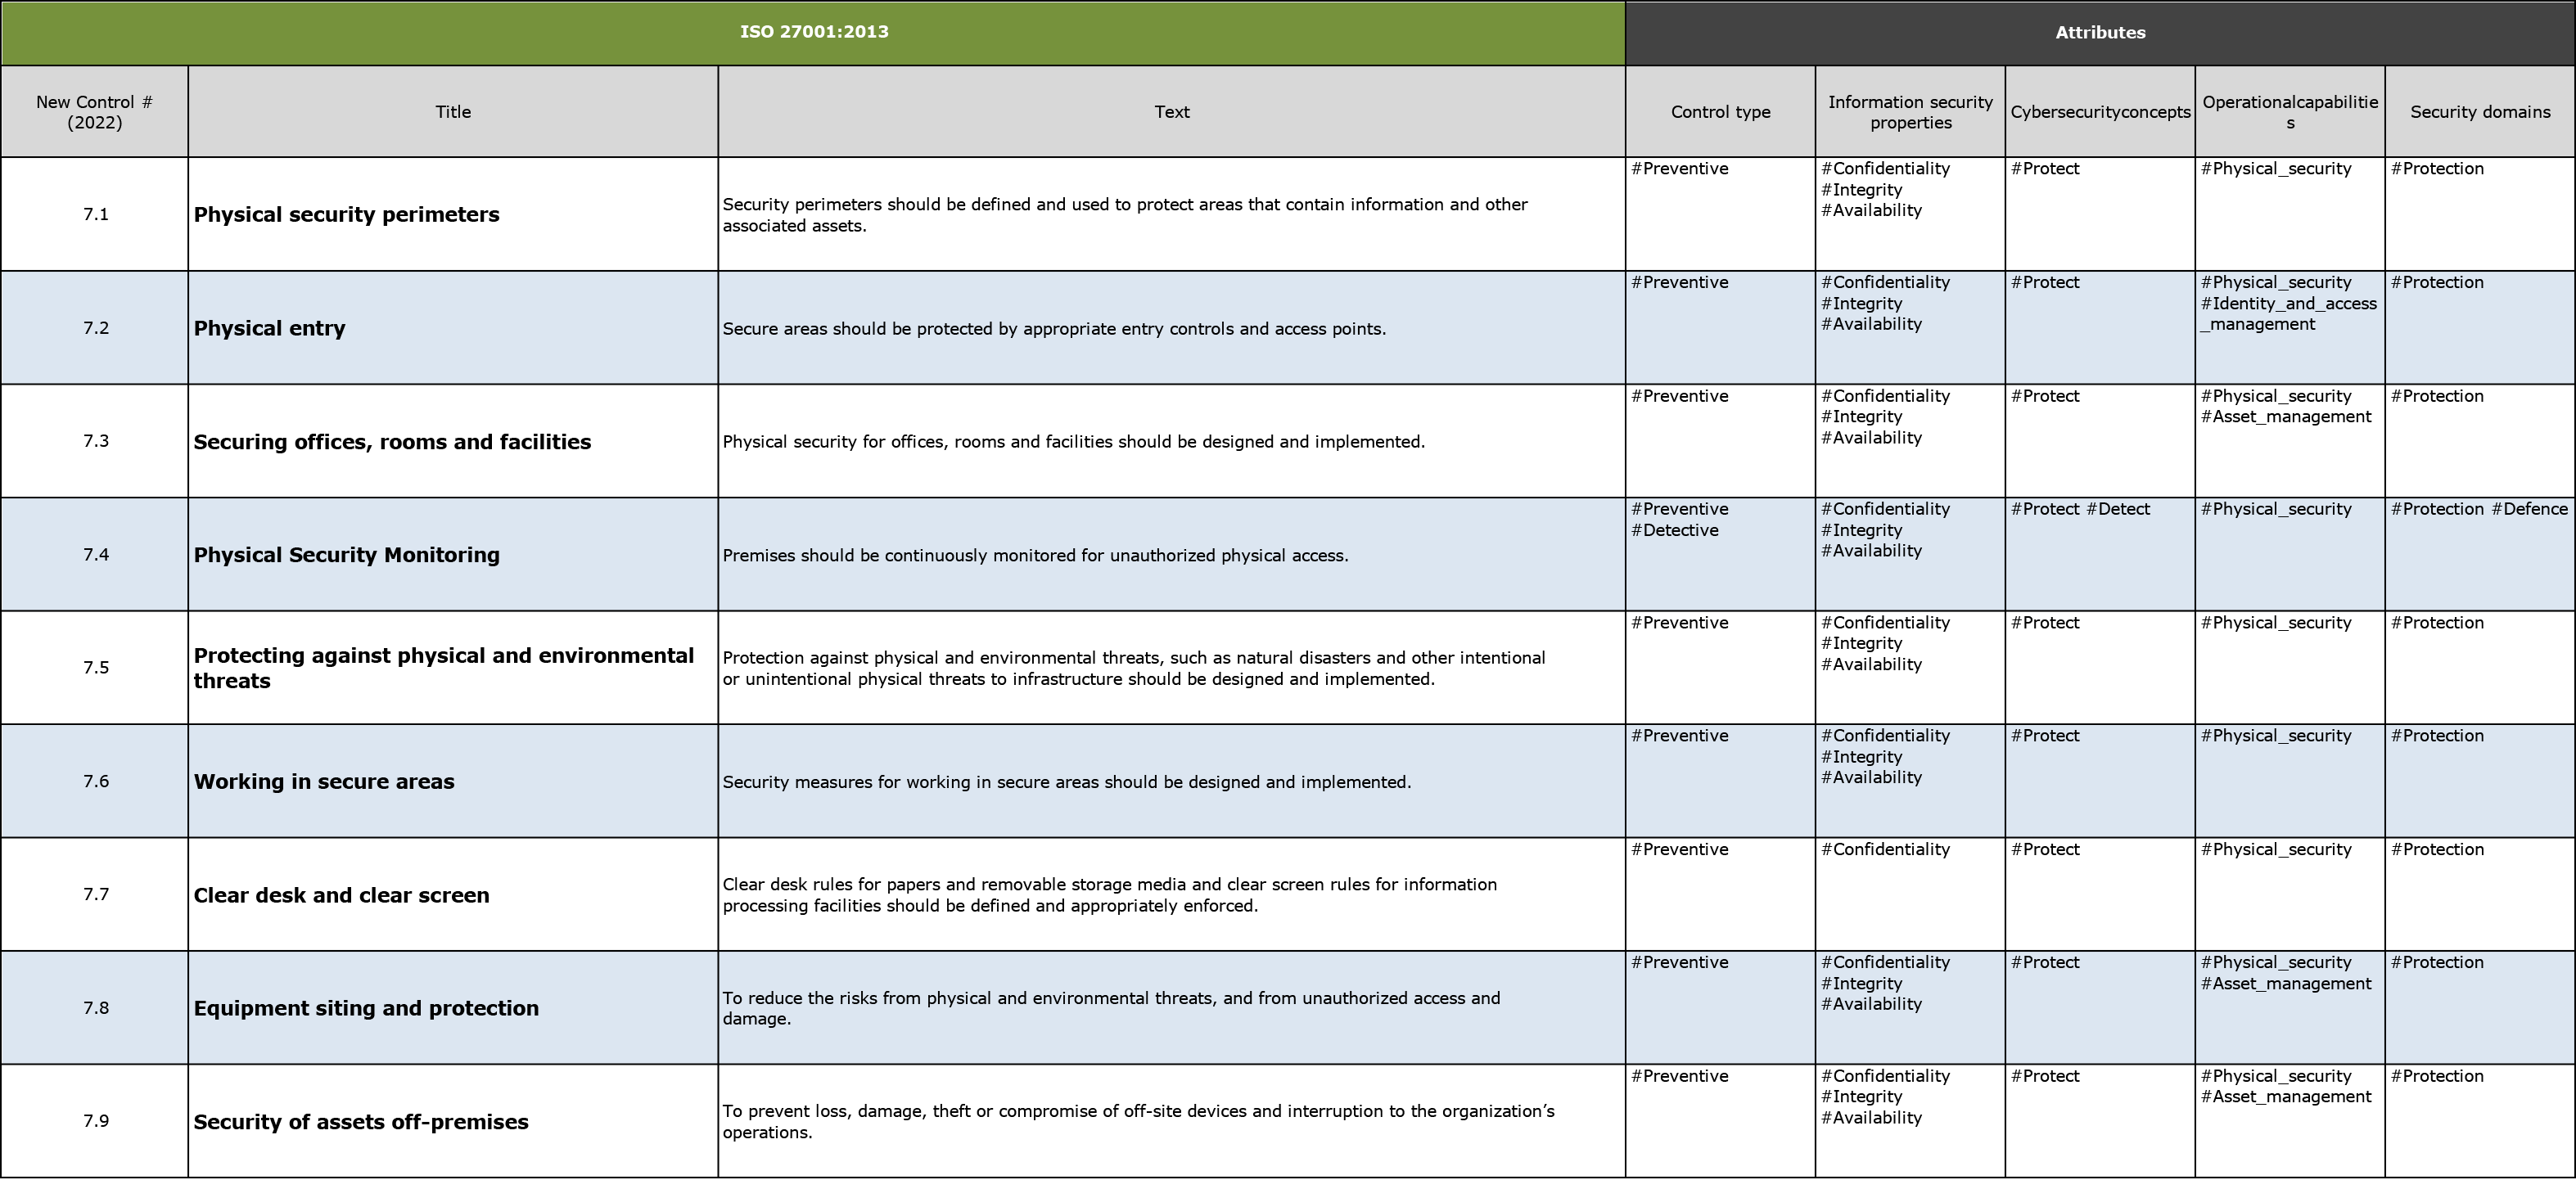 ISO 27001:2013
Attributes
New Control #
(2022)
Title
Text
Control type
Information security
properties
Cybersecurityconcepts
Operationalcapabilitie
s
Security domains
7.1
Physical security perimeters
Security perimeters should be defined and used to protect areas that contain information and other
associated assets.
#Preventive
#Confidentiality
#Integrity
#Availability
#Protect
#Physical_security
#Protection
7.2
Physical entry
Secure areas should be protected by appropriate entry controls and access points.
#Preventive
#Confidentiality
#Integrity
#Availability
#Protect
#Physical_security
#Identity_and_access
_management
#Protection
7.3
Securing offices, rooms and facilities
Physical security for offices, rooms and facilities should be designed and implemented.
#Preventive
#Confidentiality
#Integrity
#Availability
#Protect
#Physical_security
#Asset_management
#Protection
7.4
Physical Security Monitoring
Premises should be continuously monitored for unauthorized physical access.
#Preventive
#Detective
#Confidentiality
#Integrity
#Availability
#Protect #Detect
#Physical_security
#Protection #Defence
7.5
Protecting against physical and environmental
threats
Protection against physical and environmental threats, such as natural disasters and other intentional
or unintentional physical threats to infrastructure should be designed and implemented.
#Preventive
#Confidentiality
#Integrity
#Availability
#Protect
#Physical_security
#Protection
7.6
Working in secure areas
Security measures for working in secure areas should be designed and implemented.
#Preventive
#Confidentiality
#Integrity
#Availability
#Protect
#Physical_security
#Protection
7.7
Clear desk and clear screen
Clear desk rules for papers and removable storage media and clear screen rules for information
processing facilities should be defined and appropriately enforced.
#Preventive
#Confidentiality
#Protect
#Physical_security
#Protection
7.8
Equipment siting and protection
To reduce the risks from physical and environmental threats, and from unauthorized access and
damage.
#Preventive
#Confidentiality
#Integrity
#Availability
#Protect
#Physical_security
#Asset_management
#Protection
7.9
Security of assets off-premises
To prevent loss, damage, theft or compromise of off-site devices and interruption to the organization’s
operations.
#Preventive
#Confidentiality
#Integrity
#Availability
#Protect
#Physical_security
#Asset_management
#Protection